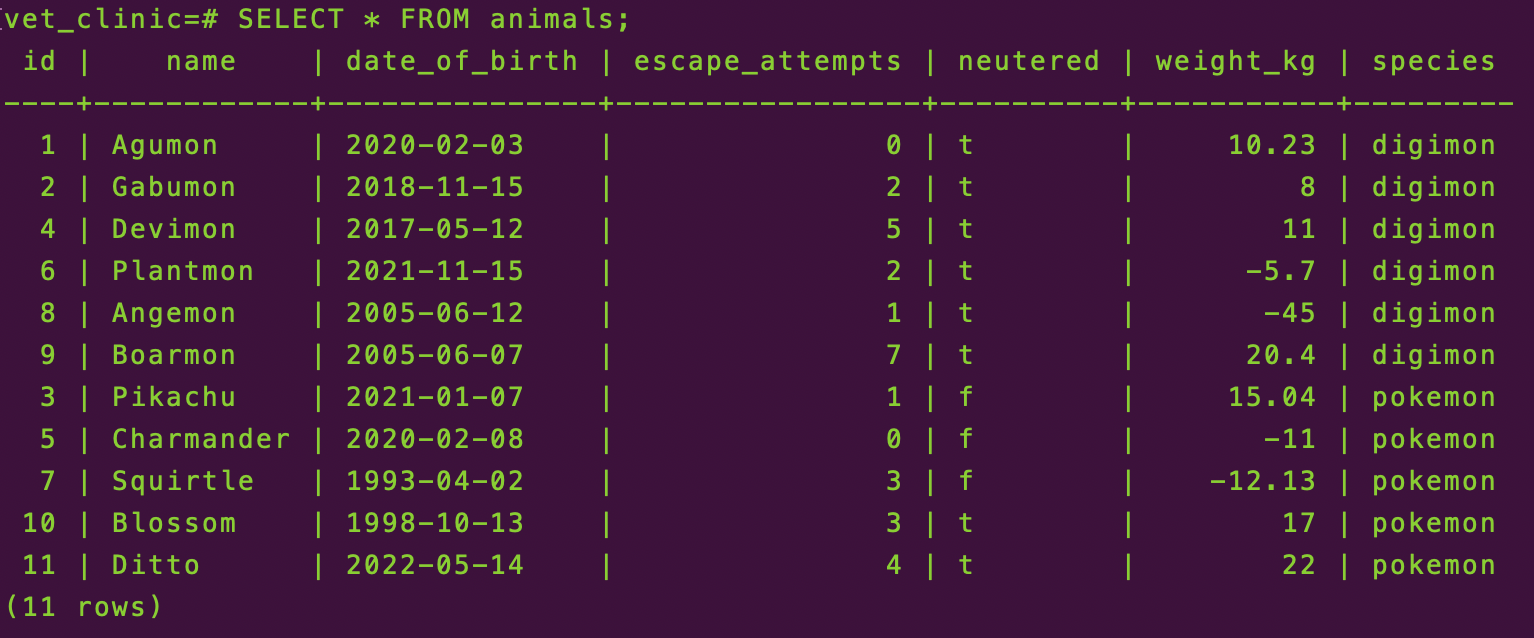 vet_clinic=# SELECT * FROM animals;
 id |    name    | date_of_birth | escape_attempts | neutered | weight_kg | species
----+------------+---------------+-----------------+----------+-----------+---------
  1 | Agumon     | 2020-02-03    |               0 | t        |     10.23 | digimon
  2 | Gabumon    | 2018-11-15    |               2 | t        |         8 | digimon
  4 | Devimon    | 2017-05-12    |               5 | t        |        11 | digimon
  6 | Plantmon   | 2021-11-15    |               2 | t        |      -5.7 | digimon
  8 | Angemon    | 2005-06-12    |               1 | t        |       -45 | digimon
  9 | Boarmon    | 2005-06-07    |               7 | t        |      20.4 | digimon
  3 | Pikachu    | 2021-01-07    |               1 | f        |     15.04 | pokemon
  5 | Charmander | 2020-02-08    |               0 | f        |       -11 | pokemon
  7 | Squirtle   | 1993-04-02    |               3 | f        |    -12.13 | pokemon
 10 | Blossom    | 1998-10-13    |               3 | t        |        17 | pokemon
 11 | Ditto      | 2022-05-14    |               4 | t        |        22 | pokemon
(11 rows)